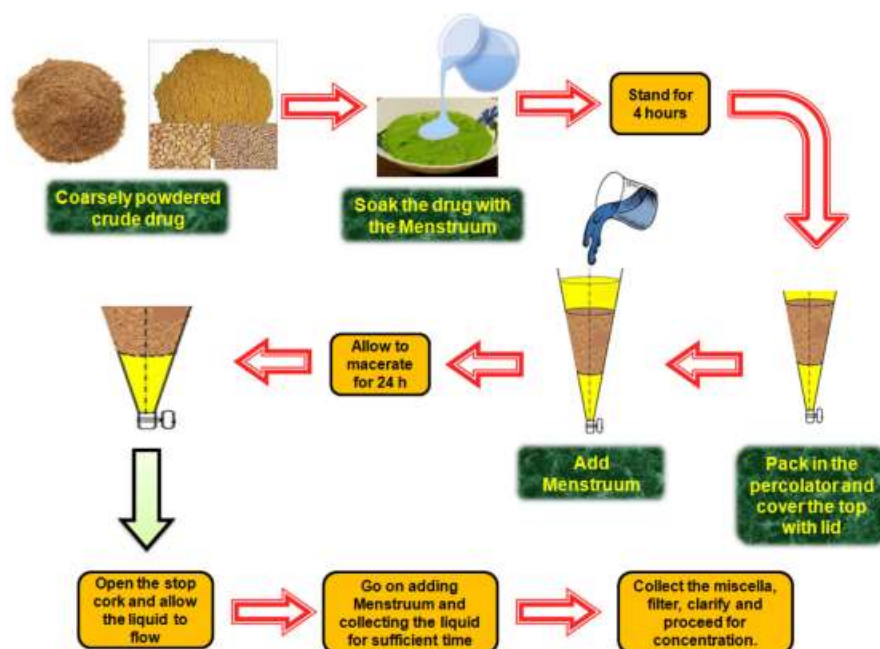 Coarsely powdered
crude drug
Soak the drug with
the Menstruum
Stand for
4 hours
Pack in the
percolator and
cover the top
with lid
Add
Menstruum
Allow to
macerate
for 24 h
Open the stop
cork and allow
the liquid to
flow
Go on adding
Menstruum and
collecting the liquid
for sufficient time
Collect the miscella,
filter, clarify and
proceed for
concentration.